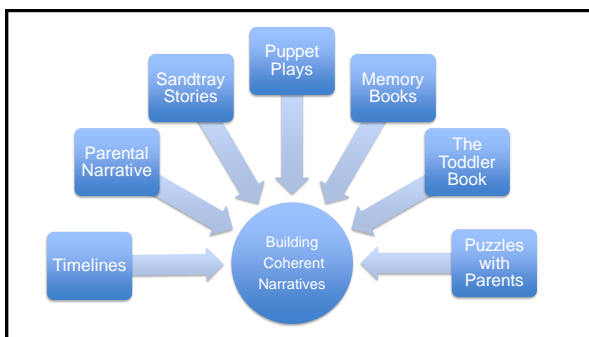 Timelines
Parental
Narrative
Sandtray
Stories
Puppet
Plays
Memory
Books
The
Toddler
Book
Puzzles
with
Parents
Building
Coherent
Narratives